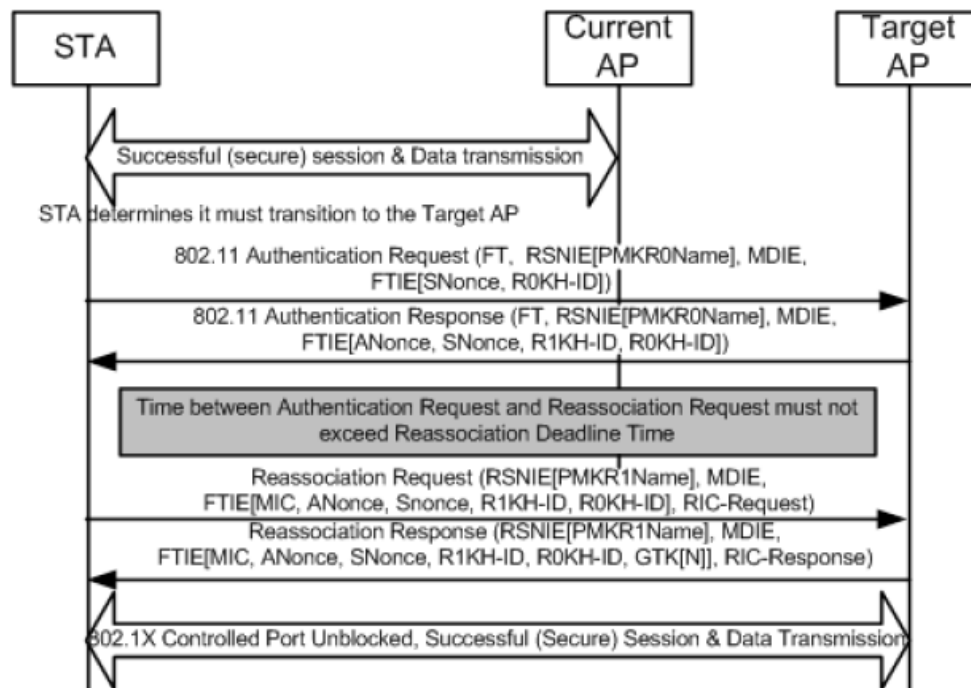 STA
Current
AP
Target
AP
Successful (secure) session & Data transmission
STA determines it must transition to the Target AP
802.11 Authentication Request (FT, RSNIE[PMKR0Name], MDIE,
FTIE[SNonce, R0KH-ID])
802.11 Authentication Response (FT, RSNIE[PMKR0Name], MDIE,
FTIE[ANonce, SNonce, R1KH-ID, R0KH-ID])
Time between Authentication Request and Reassociation Request must not
exceed Reassociation Deadline Time
Reassociation Request (RSNIE[PMKR1Name], MDIE,
FTIE[MIC, ANonce, Snonce, R1KH-ID, R0KH-ID], RIC-Request)
Reassociation Response (RSNIE[PMKR1Name], MDIE,
FTIE[MIC, ANonce, SNonce, R1KH-ID, R0KH-ID, GTK[N]], RIC-Response)
802.1X Controlled Port Unblocked, Successful (Secure) Session & Data Transmission